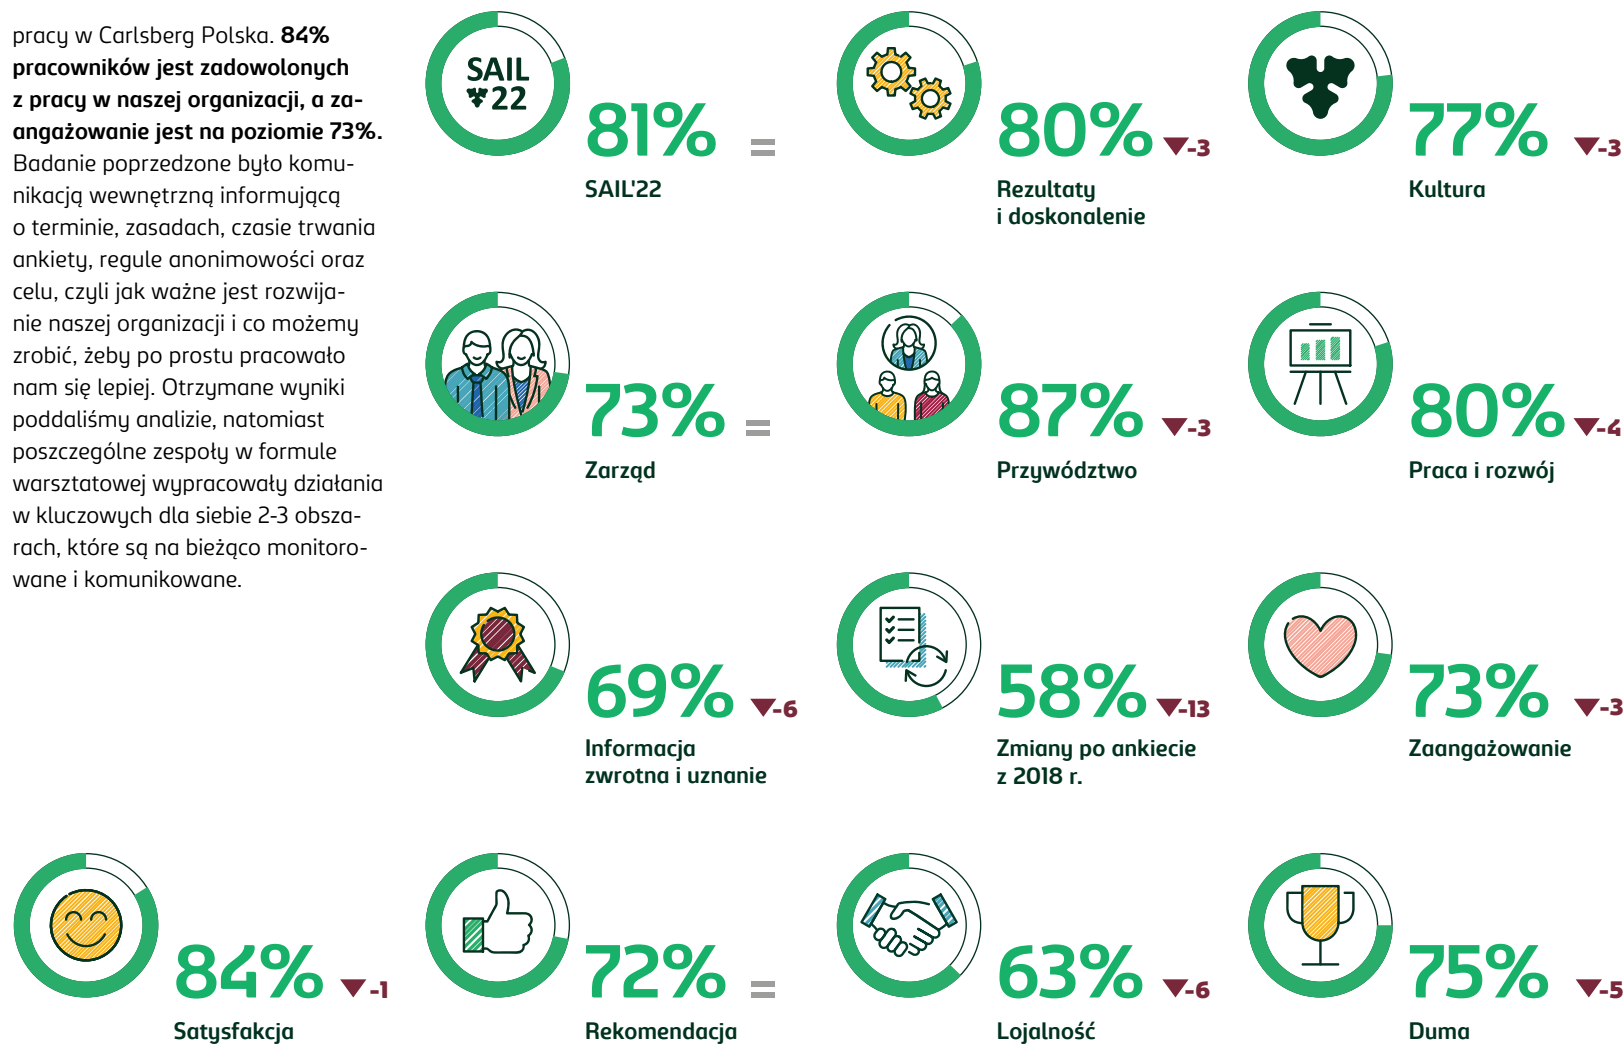 pracy w Carlsberg Polska. 84%
pracowników jest zadowolonych
z pracy w naszej organizacji, a za-
angażowanie jest na poziomie 73%.
Badanie poprzedzone było komu-
nikacją wewnętrzną informującą
o terminie, zasadach, czasie trwania
ankiety, regule anonimowości oraz
celu, czyli jak ważne jest rozwija-
nie naszej organizacji i co możemy
zrobić, żeby po prostu pracowało
nam się lepiej. Otrzymane wyniki
poddaliśmy analizie, natomiast
poszczególne zespoły w formule
warsztatowej wypracowały działania
w kluczowych dla siebie 2-3 obsza-
rach, które są na bieżąco monitoro-
wane i komunikowane.
SAIL
22
81% =
SAIL'22
80% ▼-3
Rezultaty
i doskonalenie
77% ▼-3
Kultura
73% =
Zarząd
87% ▼-3
Przywództwo
80% ▼-4
Praca i rozwój
69% ▼-6
Informacja
zwrotna i uznanie
58% ▼-13
Zmiany po ankiecie
z 2018 r.
73% ▼-3
Zaangażowanie
84% ▼-1
Satysfakcja
72% =
Rekomendacja
63% ▼-6
Lojalność
75% ▼-5
Duma